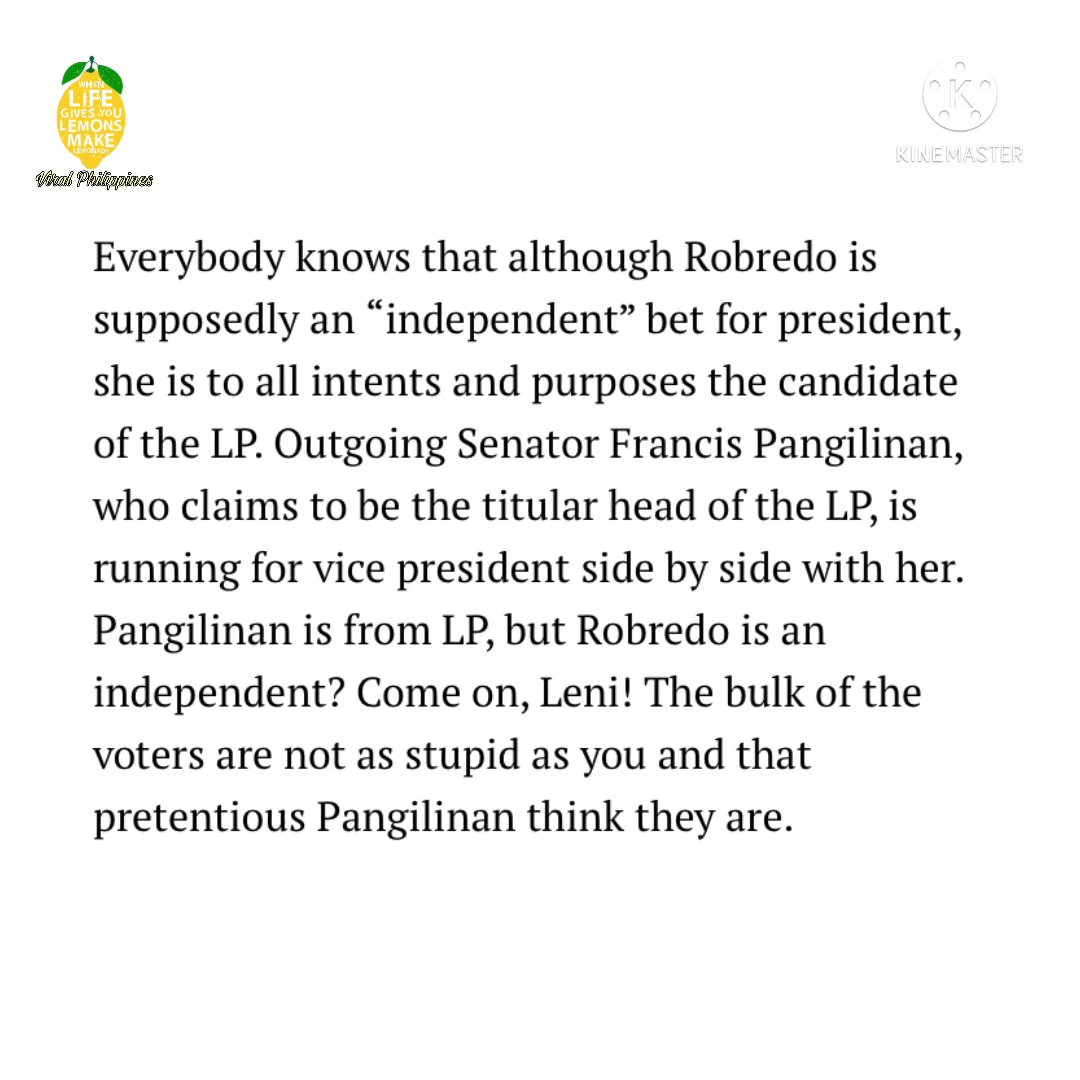 WHEN
LIFE
GIVES YOU
LEMONS
MAKE
LEMONADE
Viral Philippines
KINEMASTER
Everybody knows that although Robredo is
supposedly an “independent” bet for president,
she is to all intents and purposes the candidate
of the LP. Outgoing Senator Francis Pangilinan,
who claims to be the titular head of the LP, is
running for vice president side by side with her.
Pangilinan is from LP, but Robredo is an
independent? Come on, Leni! The bulk of the
voters are not as stupid as you and that
pretentious Pangilinan think they are.